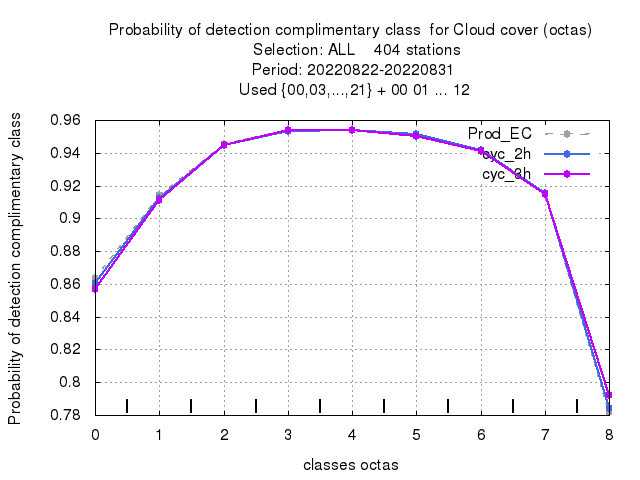 Probability of detection complimentary class  for Cloud cover (octas)
Selection: ALL    404 stations
Period: 20220822-20220831
Used {00,03,...,21} + 00 01 ... 12
Probability of detection complimentary class
0.96
0.94
0.92
0.9
0.88
0.86
0.84
0.82
0.8
0.78
Prod_EC
cyc_2h
cyc_3h
0 1 2 3 4 5 6 7 8
classes octas